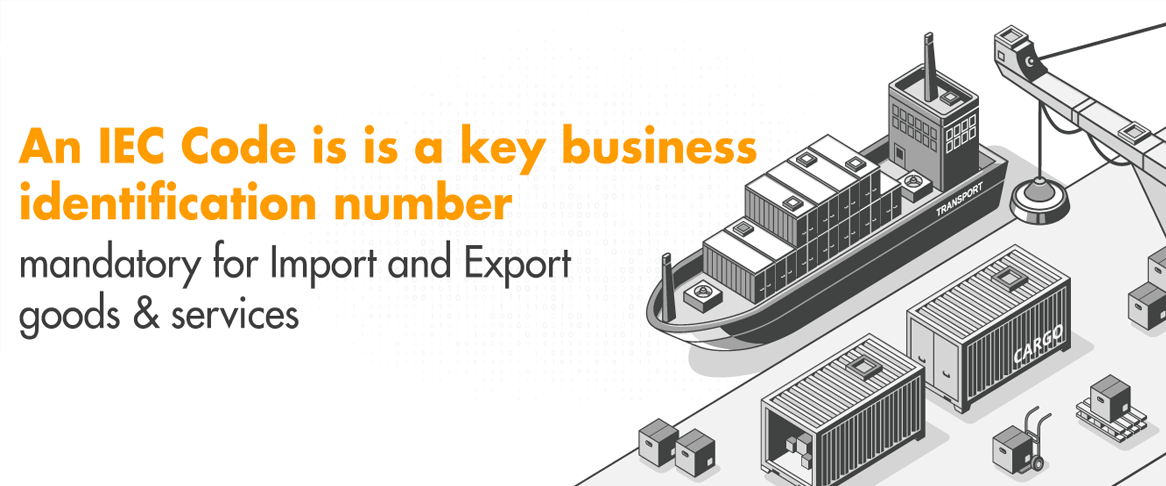 An IEC Code is is a key business
identification number
mandatory for Import and Export
goods & services
TRANSPORT
CARGO